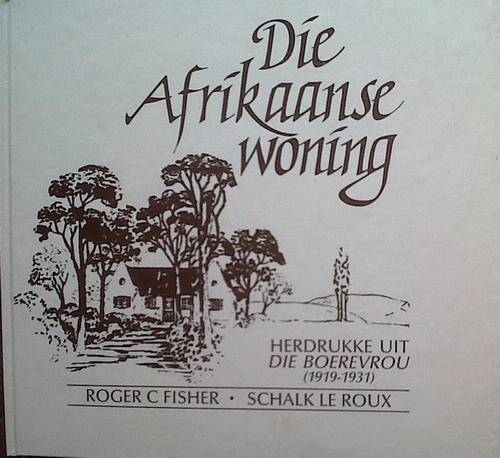 Die
Afrikaanse
woning
HERDRUKKE UIT
DIE BOEREVROU
(1919-1931)
ROGER C FISHER • SCHALK LE ROUX